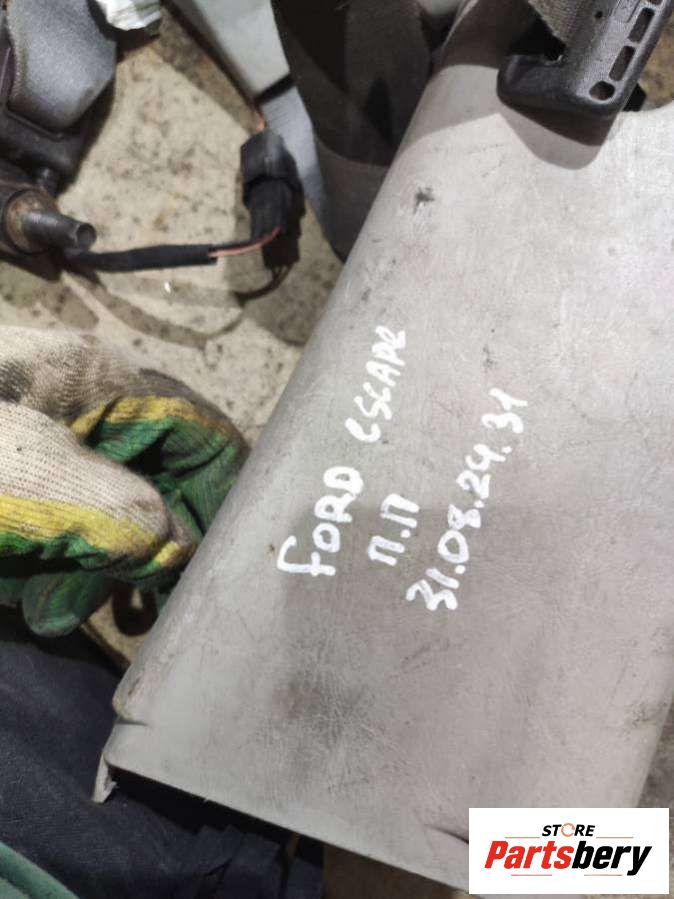 FORD eSCAPE
П.П
31.08.24.31
STORE
Partsbery